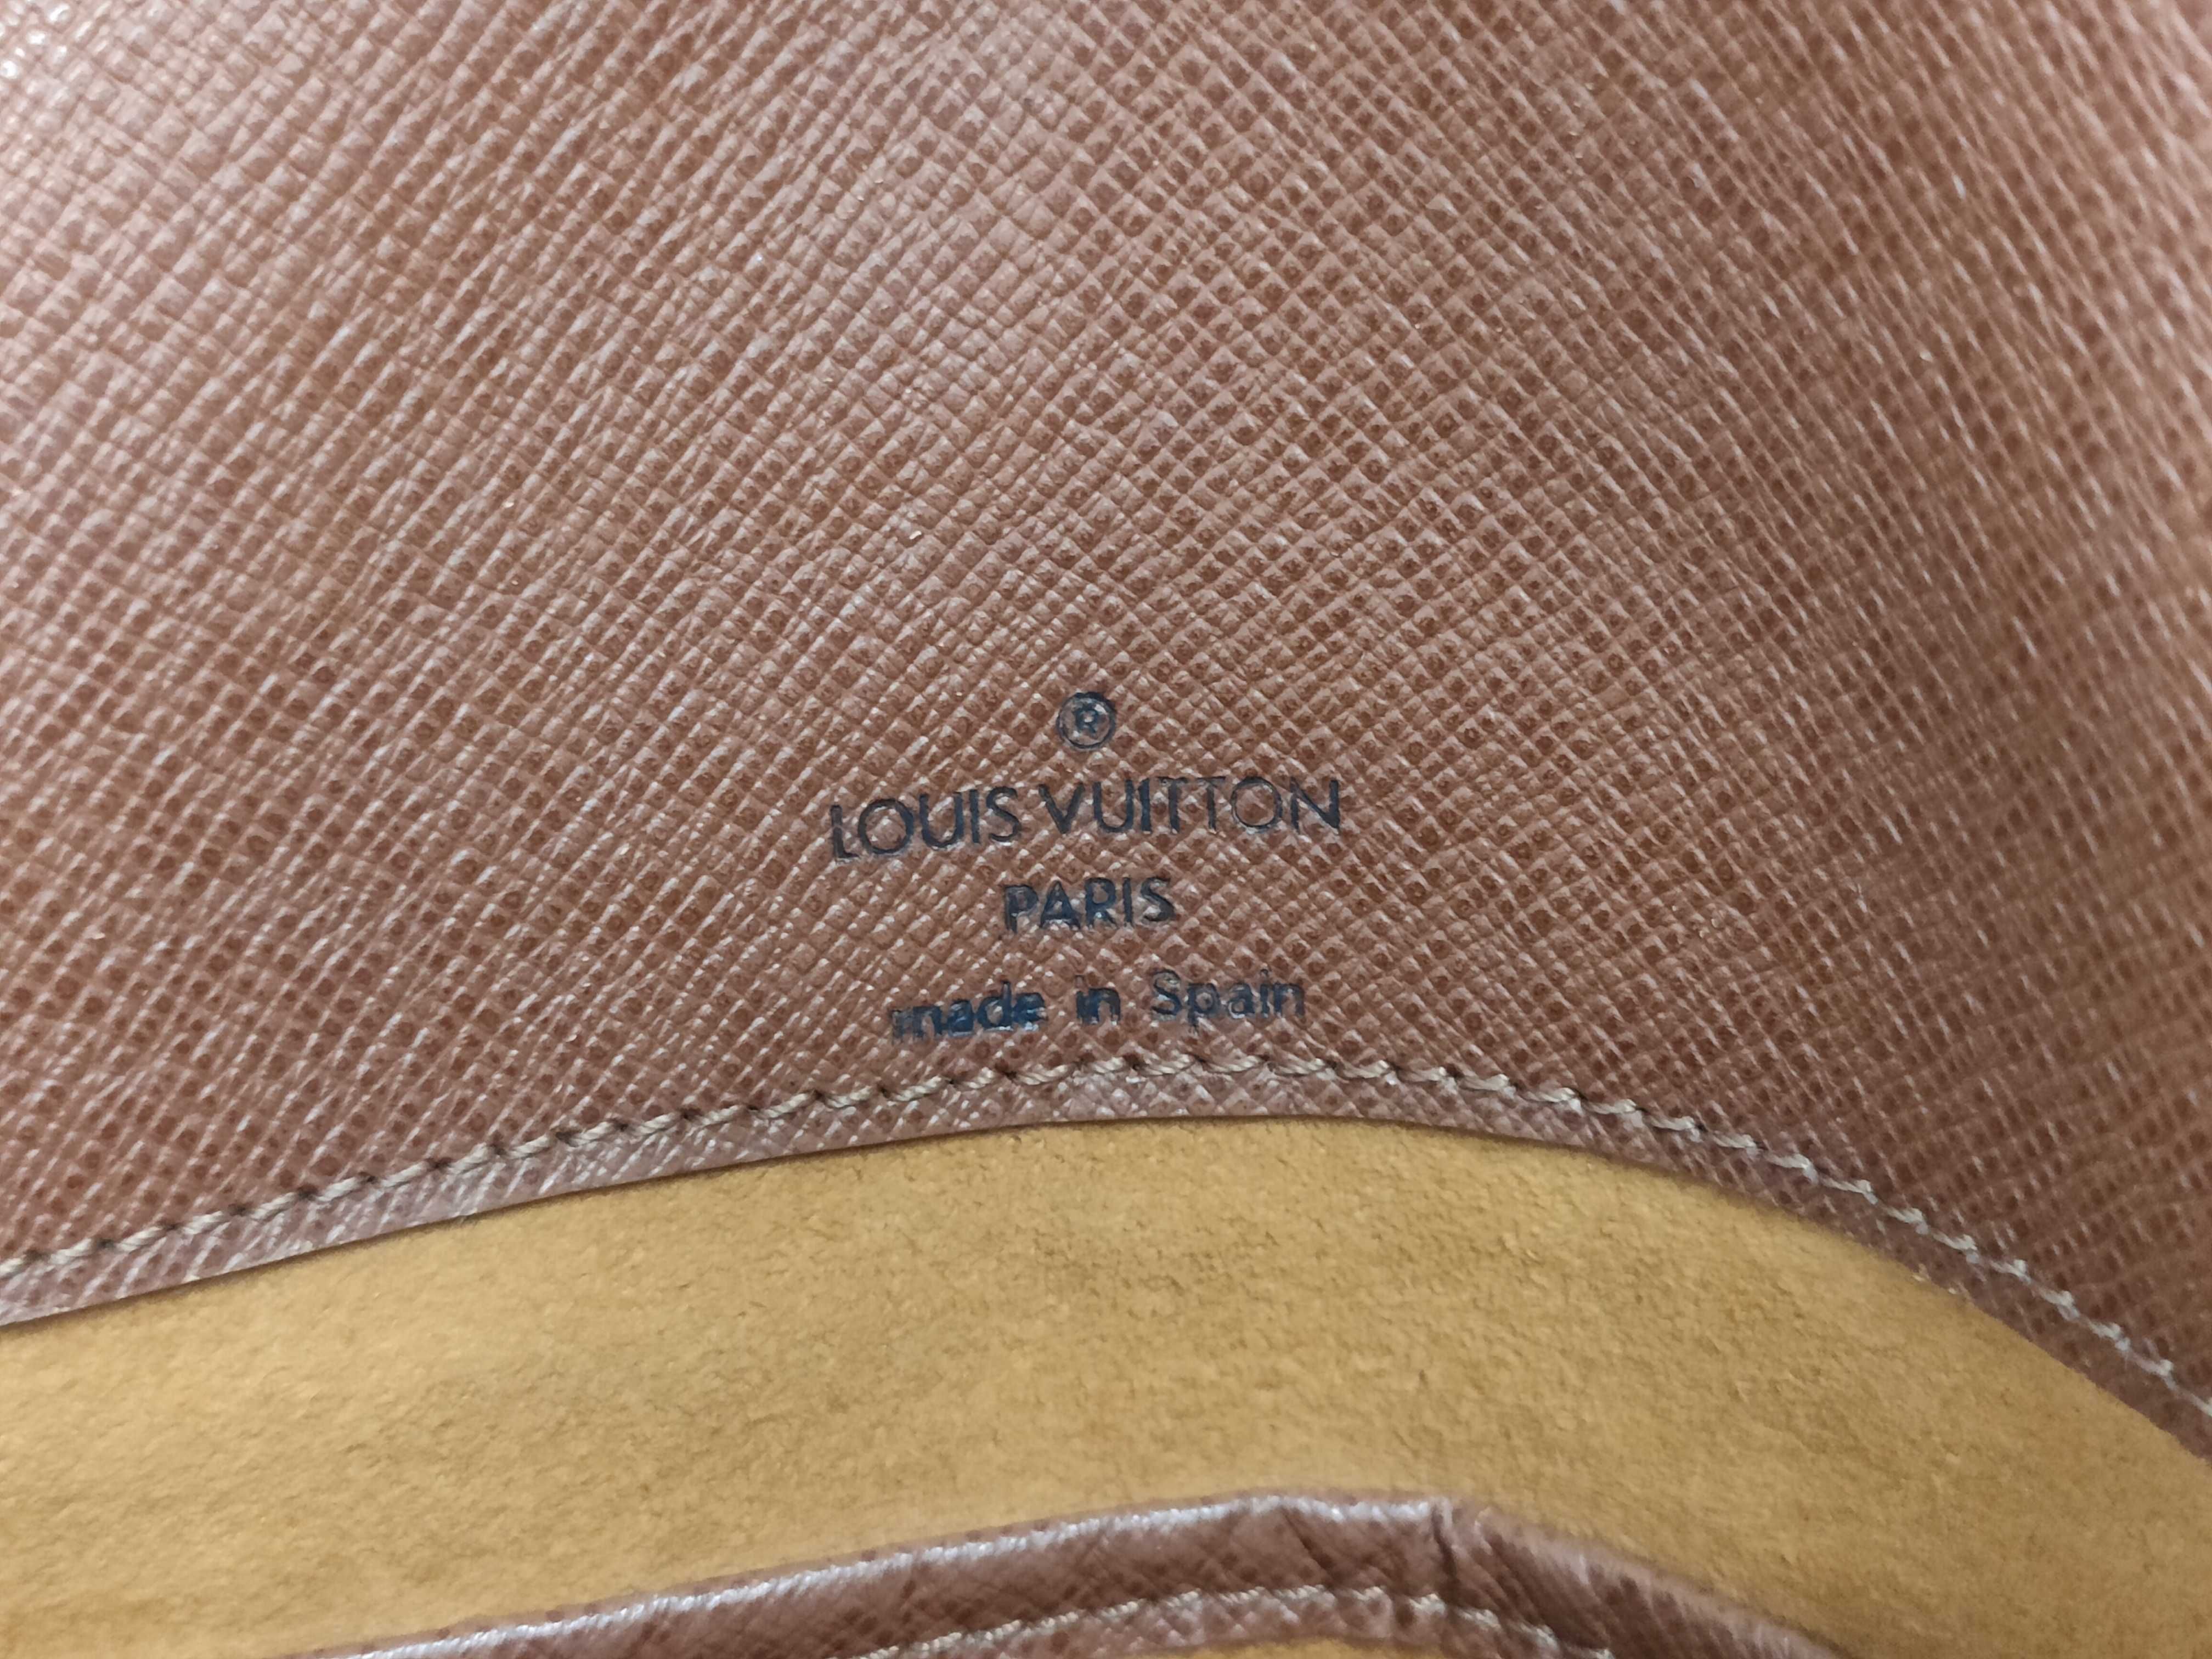 ®
LOUIS VUITTON
PARIS
made in Spain